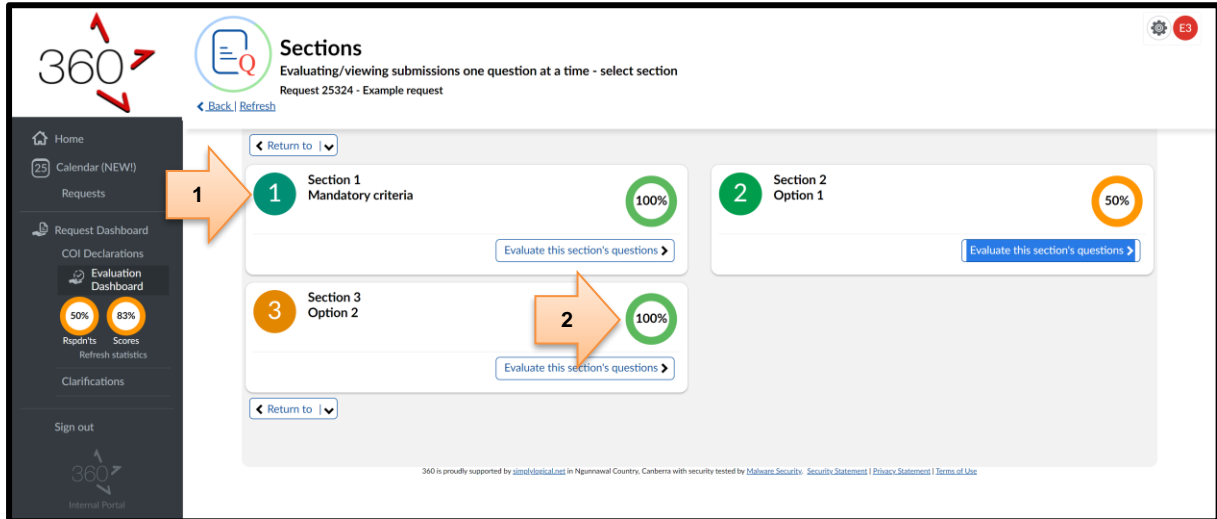 360
Q
Sections
Evaluating/viewing submissions one question at a time - select section
Request 25324 - Example request
Back | Refresh
E3
Home
25 Calendar (NEW!)
Requests
Request Dashboard
COI Declarations
Evaluation
Dashboard
50% 83%
Rspdn'ts Scores
Refresh statistics
Clarifications
Sign out
360
Internal Portal
Return to |
1
1 Section 1
Mandatory criteria
100%
Evaluate this section's questions
2 Section 2
Option 1
50%
Evaluate this section's questions
3 Section 3
Option 2
2
100%
Evaluate this section's questions
Return to |
360 is proudly supported by simplylogical.net in Ngunnawal Country, Canberra with security tested by Malware Security. Security Statement | Privacy Statement | Terms of Use